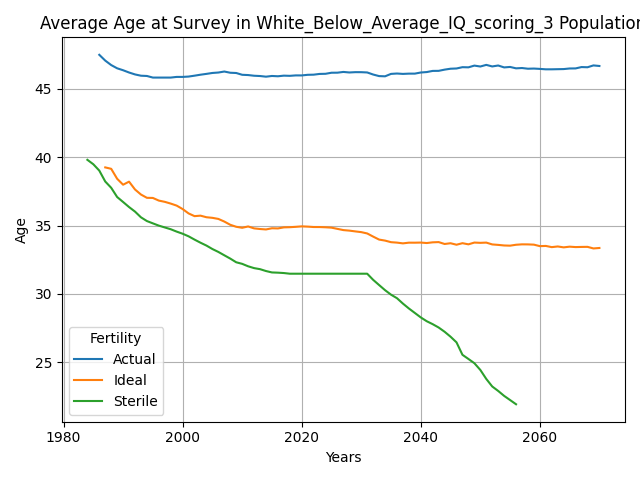 Average Age at Survey in White_Below_Average_IQ_scoring_3 Population
Age
45
40
35
30
25
Fertility
Actual
Ideal
Sterile
1980
2000
2020
2040
2060
Years